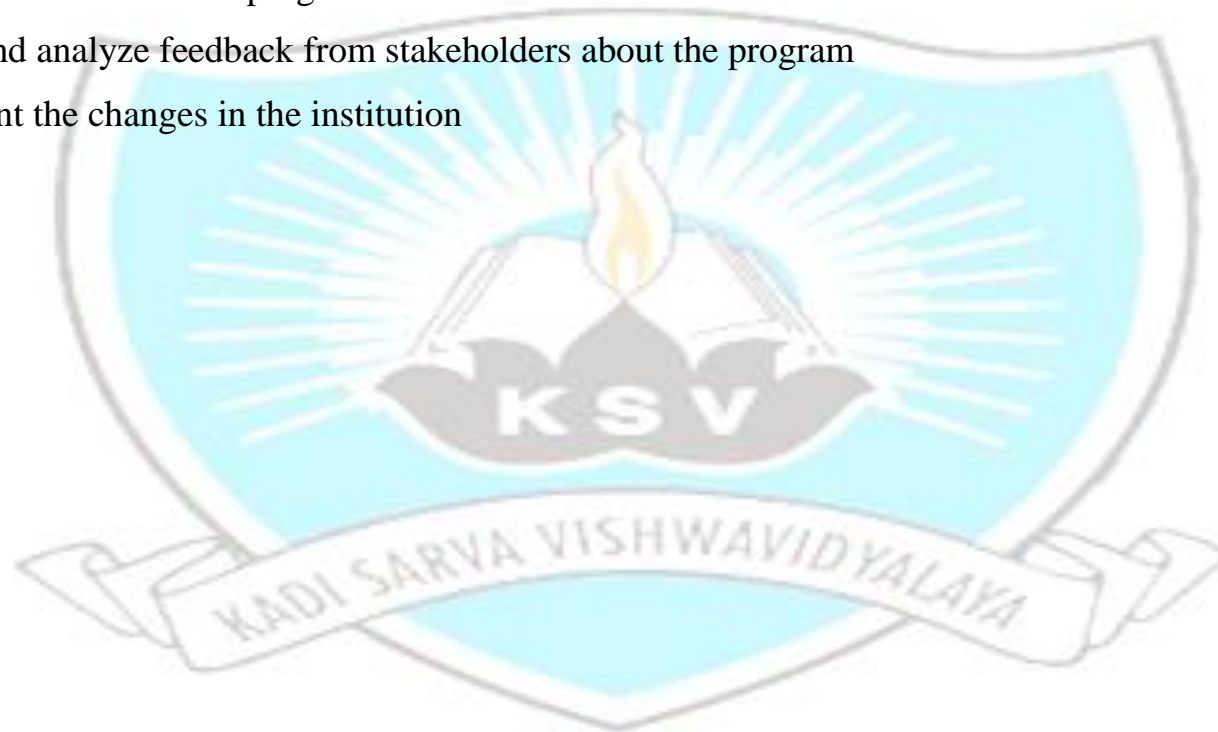 nd analyze feedback from stakeholders about the program
nt the changes in the institution
KSV
KADI SARVA VISHWAVIDYALAYA